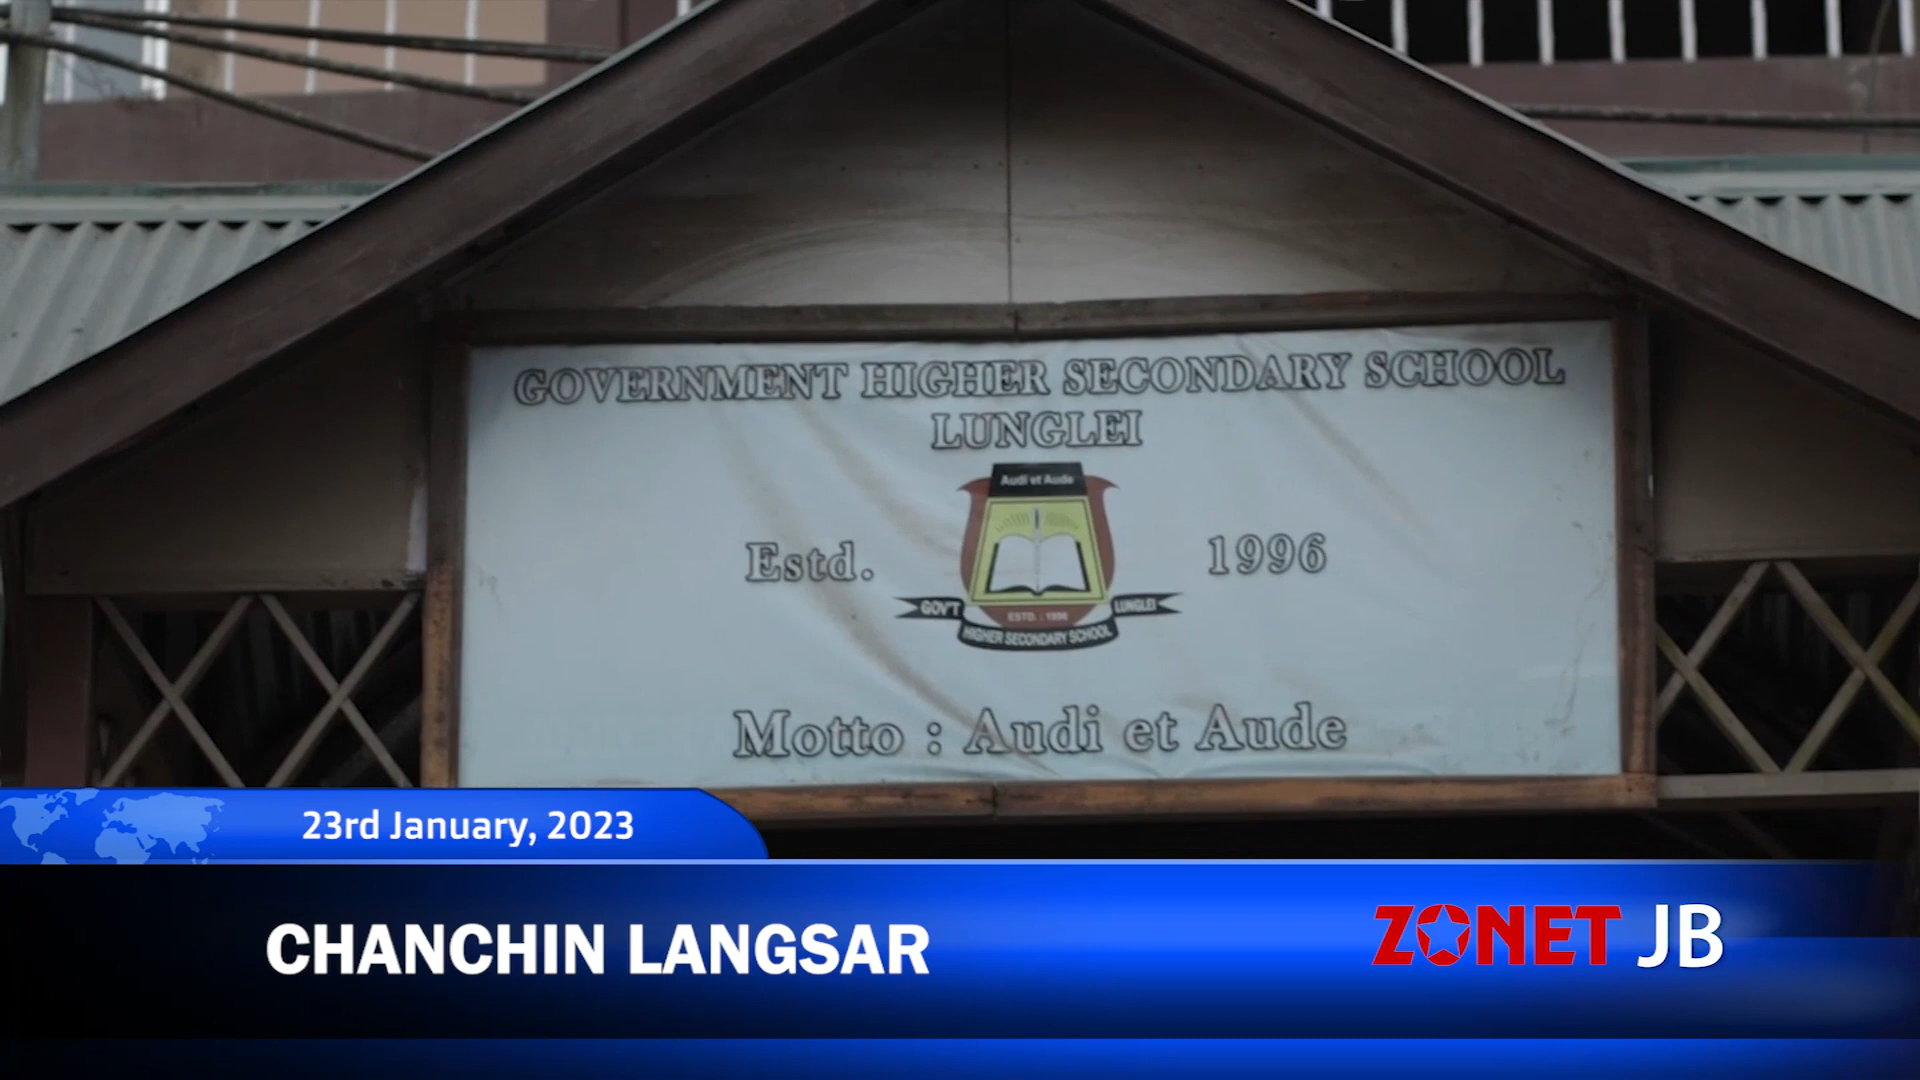 GOVERNMENT HIGHER SECONDARY SCHOOL
LUNGLEI
Audi et Aude
Estd. 1996
GOV'T LUNGLEI
ESTD. : 1996
HIGHER SECONDARY SCHOOL
Motto : Audi et Aude
23rd January, 2023
CHANCHIN LANGSAR
ZONET JB